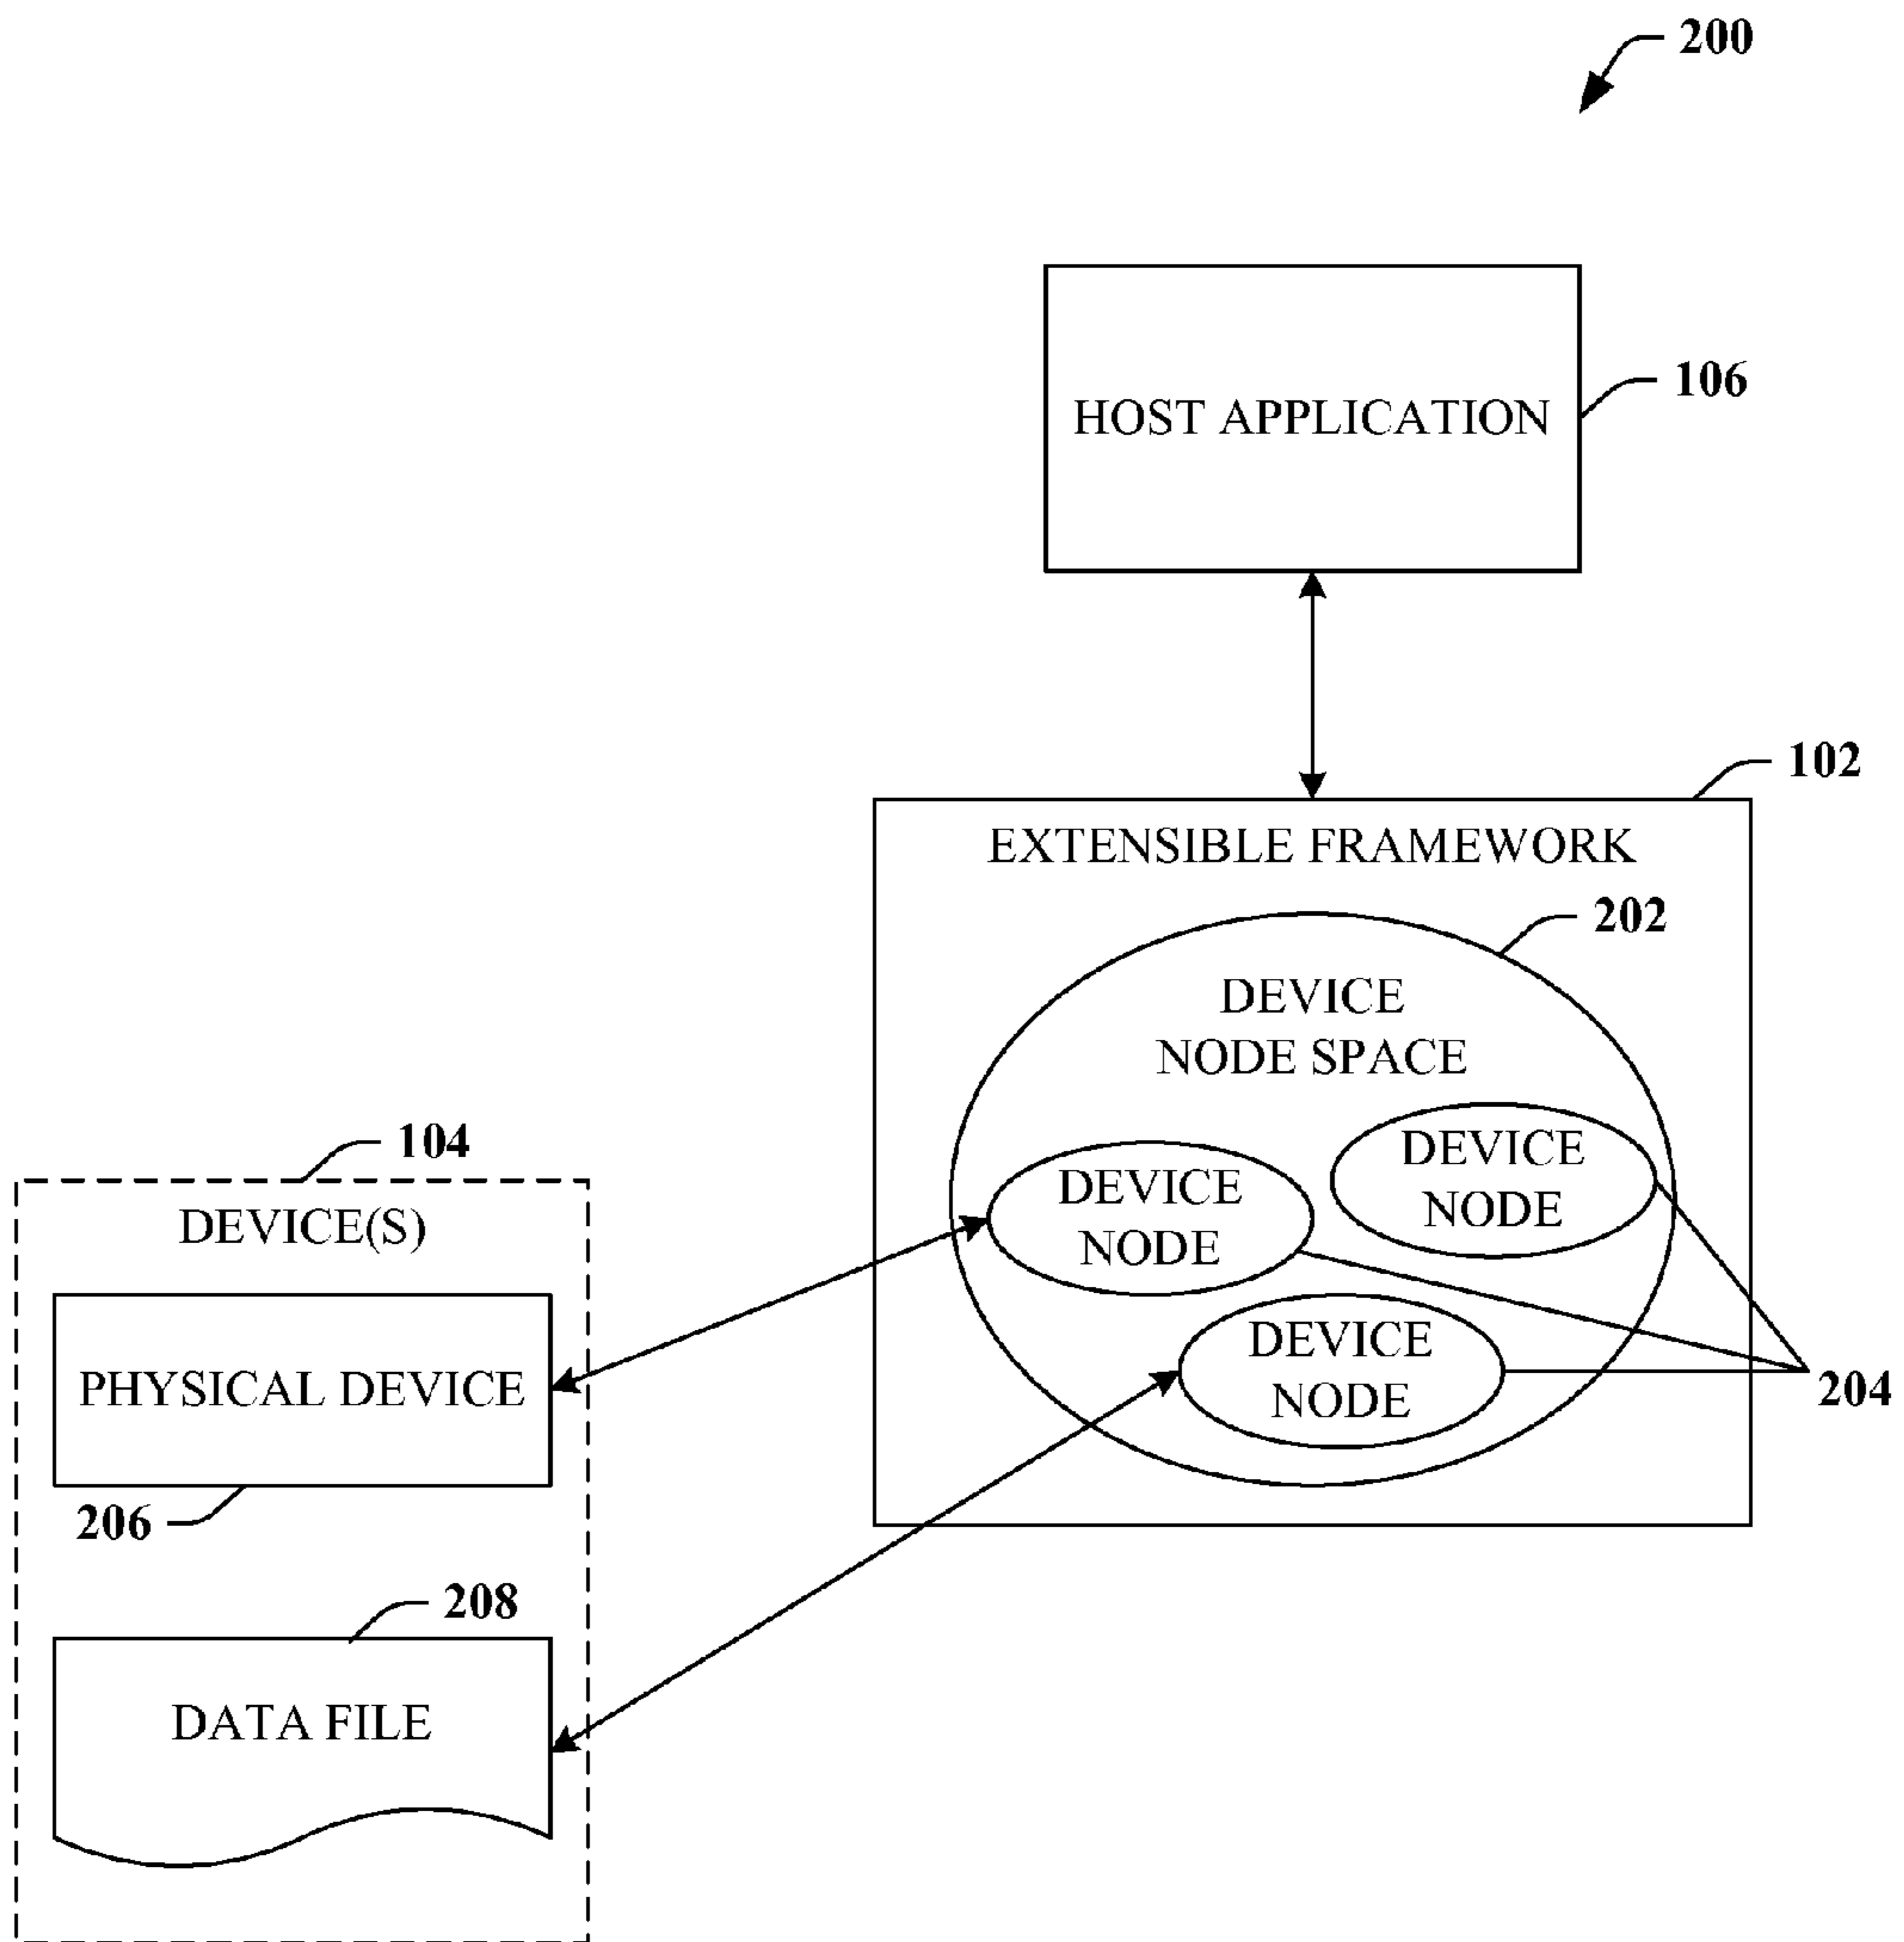 200
HOST APPLICATION
106
102
EXTENSIBLE FRAMEWORK
202
DEVICE
NODE SPACE
DEVICE
NODE
DEVICE
NODE
DEVICE
NODE
204
104
DEVICE(S)
PHYSICAL DEVICE
206
208
DATA FILE